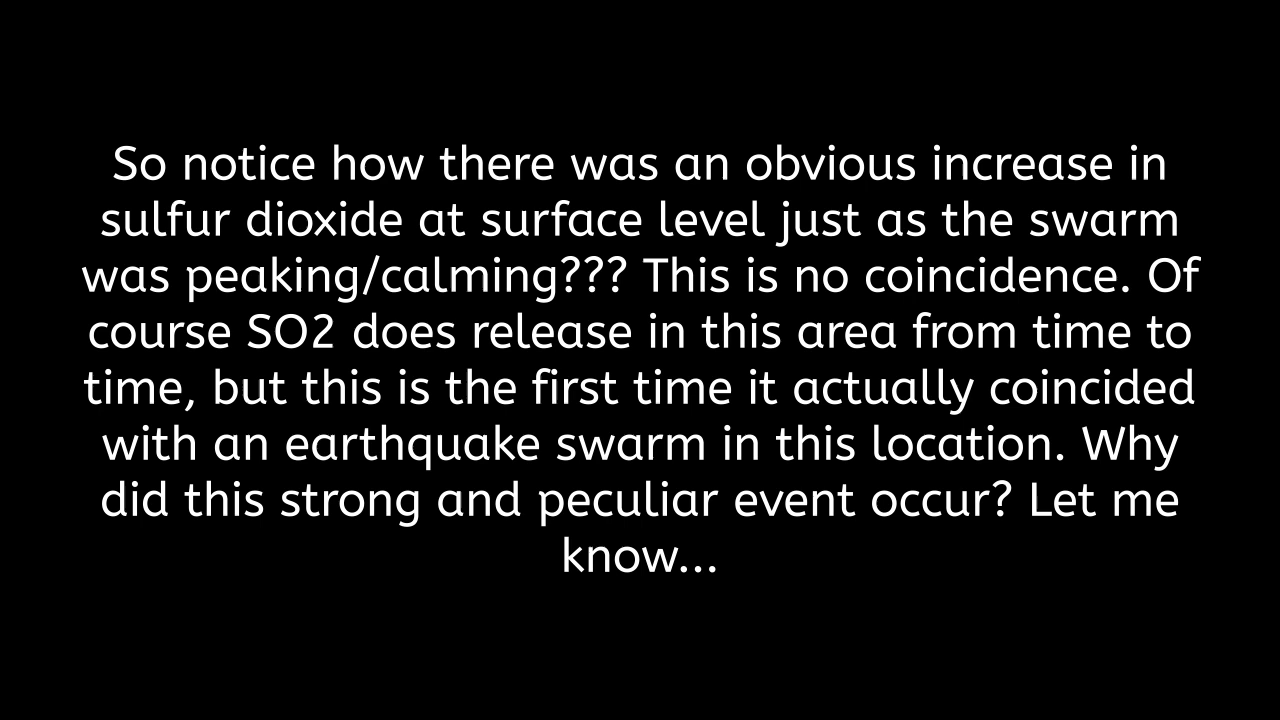 So notice how there was an obvious increase in
sulfur dioxide at surface level just as the swarm
was peaking/calming??? This is no coincidence. Of
course SO2 does release in this area from time to
time, but this is the first time it actually coincided
with an earthquake swarm in this location. Why
did this strong and peculiar event occur? Let me
know...